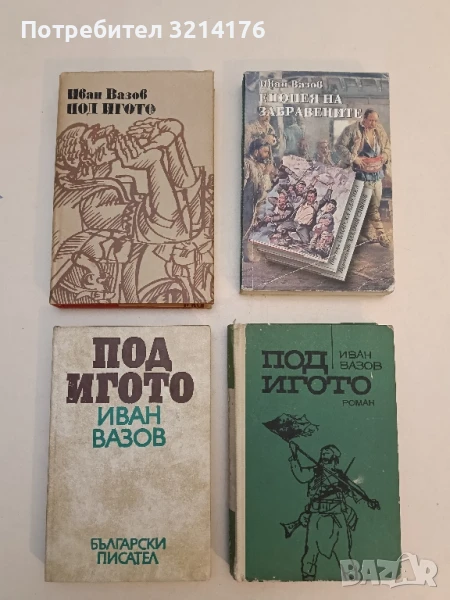 Потребител 3214176
Иван Вазов
ПОД ИГОТО
Иван Вазов
ЕПОПЕЯ НА
ЗАБРАВЕНИТЕ
ПОД
ИГОТО
ИВАН
ВАЗОВ
БЪЛГАРСКИ
ПИСАТЕЛ
ПОД
ИГОТО
ИВАН
ВАЗОВ
РОМАН
BAZAR